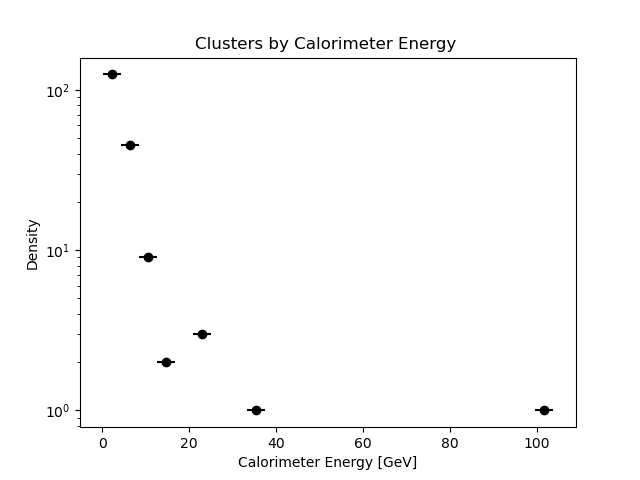 Clusters by Calorimeter Energy
Density
10²
10¹
10⁰
0 20 40 60 80 100
Calorimeter Energy [GeV]